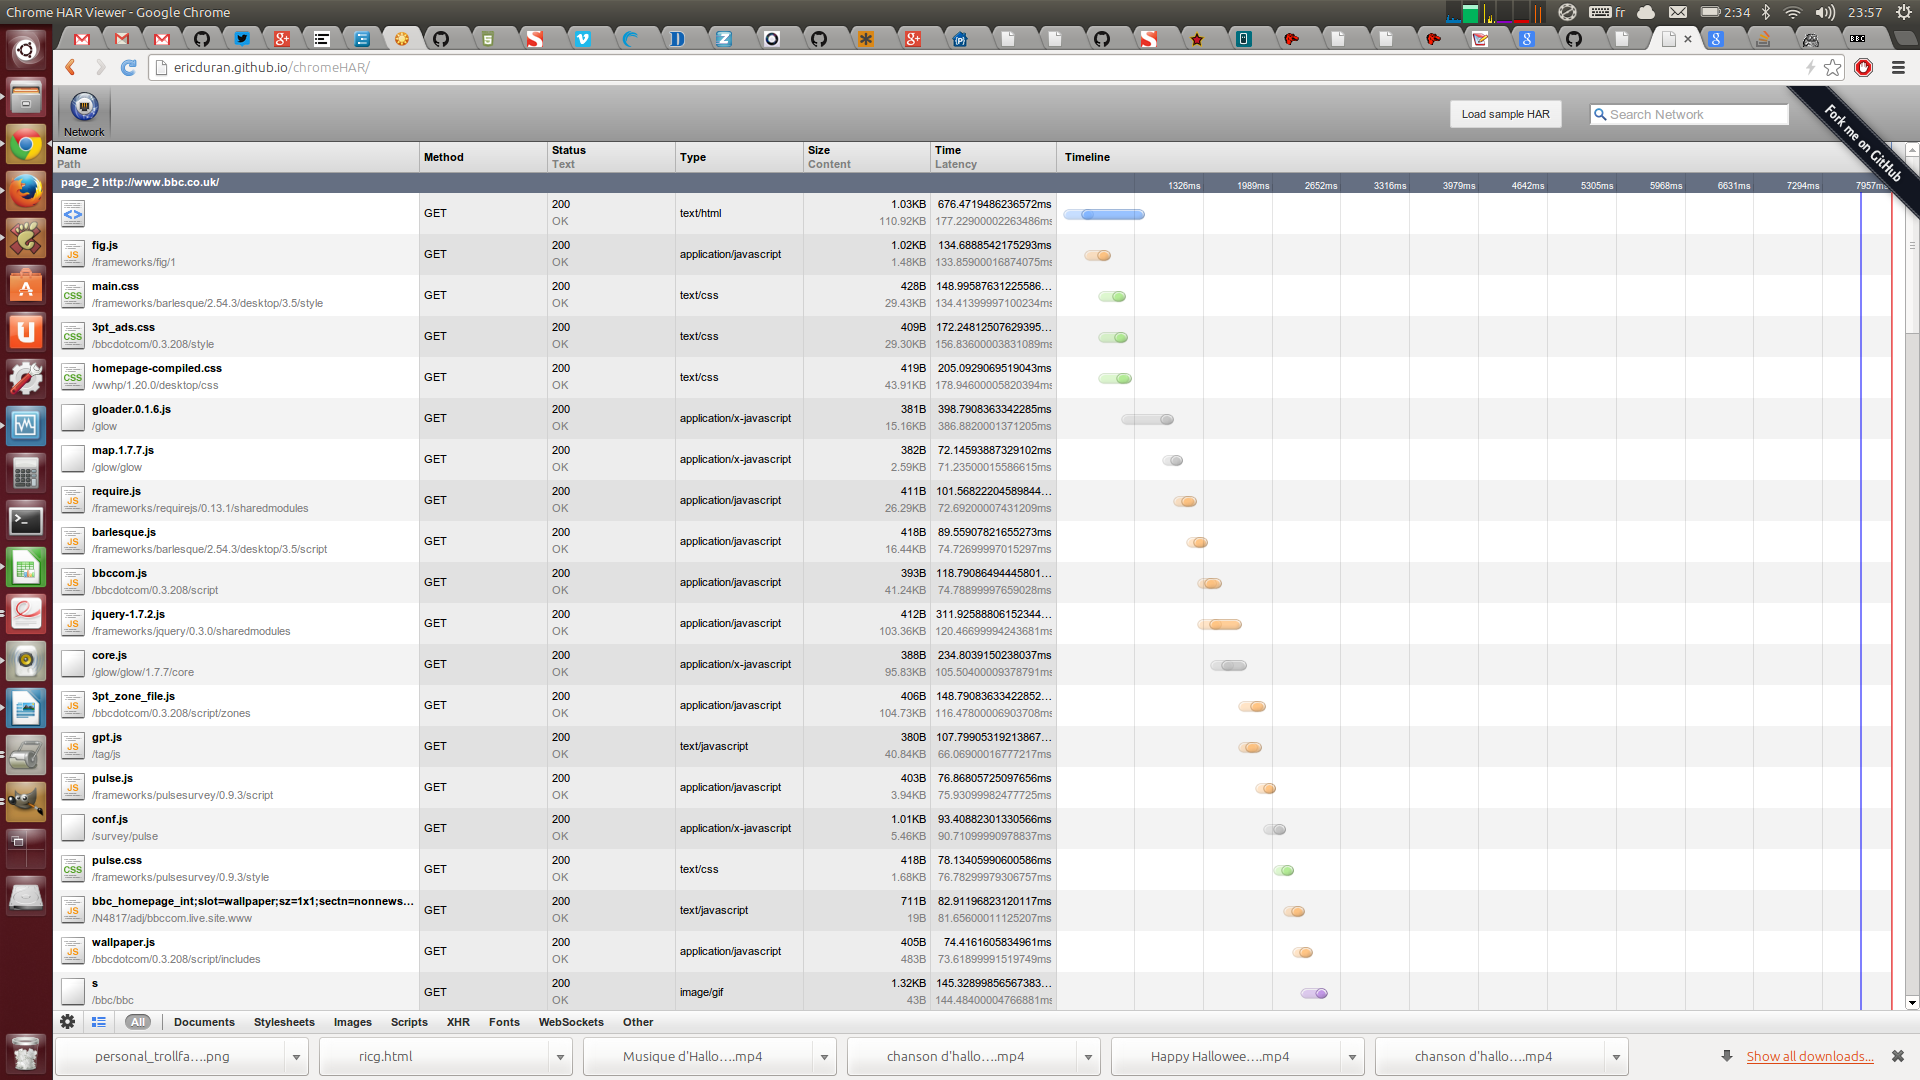 Chrome HAR Viewer - Google Chrome
fr
2:34
23:57
ericduran.github.io/chromeHAR/
Network
Load sample HAR
Search Network
Fork me on GitHub
Name
Path
Method
Status
Text
Type
Size
Content
Time
Latency
Timeline
page_2 http://www.bbc.co.uk/
1326ms 1989ms 2652ms 3316ms 3979ms 4642ms 5305ms 5968ms 6631ms 7294ms 7957ms
GET 200 text/html 1.03KB 676.4719486236572ms
OK 110.92KB 177.22900002263486ms
fig.js GET 200 application/javascript 1.02KB 134.6888542175293ms
/frameworks/fig/1 OK 1.48KB 133.85900016874075ms
main.css GET 200 text/css 428B 148.99587631225586...
/frameworks/barlesque/2.54.3/desktop/3.5/style OK 29.43KB 134.41399997100234ms
3pt_ads.css GET 200 text/css 409B 172.24812507629395...
/bbcdotcom/0.3.208/style OK 29.30KB 156.83600003831089ms
homepage-compiled.css GET 200 text/css 419B 205.0929069519043ms
/wwhp/1.20.0/desktop/css OK 43.91KB 178.94600005820394ms
gloader.0.1.6.js GET 200 application/x-javascript 381B 398.7908363342285ms
/glow OK 15.16KB 386.8820001371205ms
map.1.7.7.js GET 200 application/x-javascript 382B 72.14593887329102ms
/glow/glow OK 2.59KB 71.23500015586615ms
require.js GET 200 application/javascript 411B 101.56822204589844...
/frameworks/requirejs/0.13.1/sharedmodules OK 26.29KB 72.69200007431209ms
barlesque.js GET 200 application/javascript 418B 89.55907821655273ms
/frameworks/barlesque/2.54.3/desktop/3.5/script OK 16.44KB 74.72699997015297ms
bbccom.js GET 200 application/javascript 393B 118.79086494445801...
/bbcdotcom/0.3.208/script OK 41.24KB 74.78899997659028ms
jquery-1.7.2.js GET 200 application/javascript 412B 311.92588806152344...
/frameworks/jquery/0.3.0/sharedmodules OK 103.36KB 120.46699994243681ms
core.js GET 200 application/x-javascript 388B 234.8039150238037ms
/glow/glow/1.7.7/core OK 95.83KB 105.50400009378791ms
3pt_zone_file.js GET 200 application/javascript 406B 148.79083633422852...
/bbcdotcom/0.3.208/script/zones OK 104.73KB 116.47800006903708ms
gpt.js GET 200 text/javascript 380B 107.79905319213867...
/tag/js OK 40.84KB 66.06900016777217ms
pulse.js GET 200 application/javascript 403B 76.86805725097656ms
/frameworks/pulsesurvey/0.9.3/script OK 3.94KB 75.93099982477725ms
conf.js GET 200 application/x-javascript 1.01KB 93.40882301330566ms
/survey/pulse OK 5.46KB 90.71099990978837ms
pulse.css GET 200 text/css 418B 78.13405990600586ms
/frameworks/pulsesurvey/0.9.3/style OK 1.68KB 76.78299979306757ms
bbc_homepage_int;slot=wallpaper;sz=1x1;sectn=nonnews... GET 200 text/javascript 711B 82.91196823120117ms
/N4817/adj/bbccom.live.site.www OK 19B 81.65600011125207ms
wallpaper.js GET 200 application/javascript 405B 74.4161605834961ms
/bbcdotcom/0.3.208/script/includes OK 483B 73.61899991519749ms
s GET 200 image/gif 1.32KB 145.32899856567383...
/bbc/bbc OK 43B 144.48400004766881ms
All Documents Stylesheets Images Scripts XHR Fonts WebSockets Other
personal_trollfa....png ricg.html Musique d'Hallo....mp4 chanson d'hallo....mp4 Happy Hallowee....mp4 chanson d'hallo....mp4 Show all downloads...